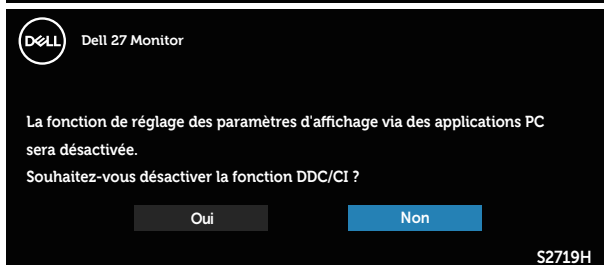 DELL
Dell 27 Monitor
La fonction de réglage des paramètres d'affichage via des applications PC
sera désactivée.
Souhaitez-vous désactiver la fonction DDC/CI ?
Oui
Non
S2719H